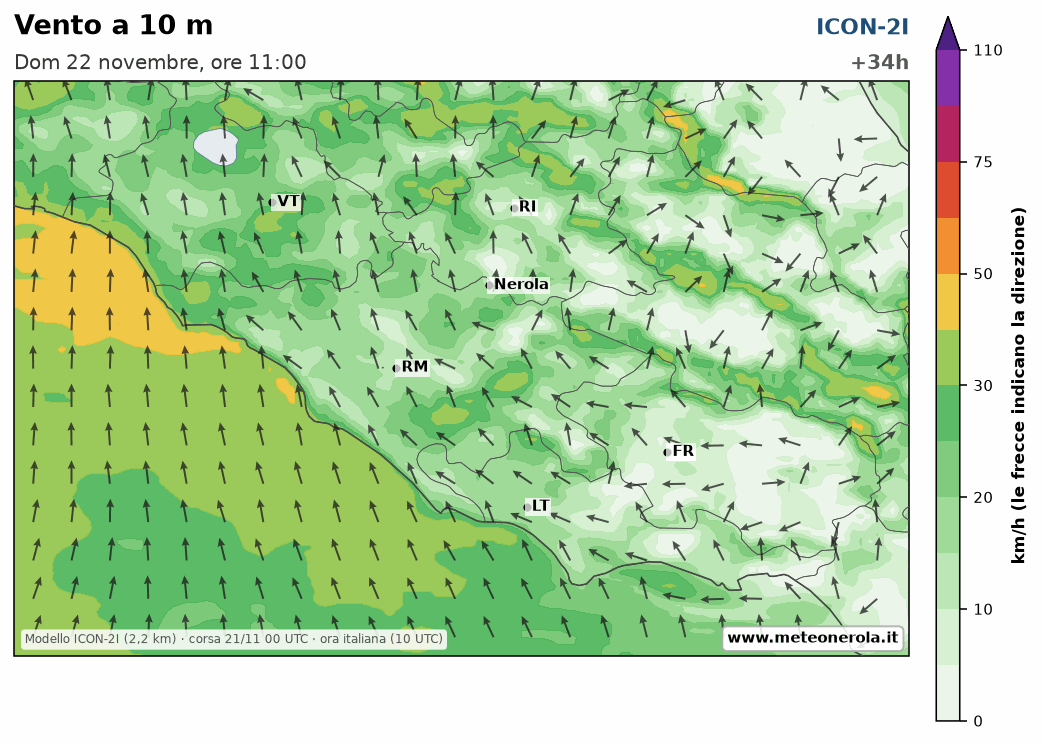 Vento a 10 m
ICON-2I
Dom 22 novembre, ore 11:00
+34h
110
75
50
30
20
10
0
km/h (le frecce indicano la direzione)
VT
RI
Nerola
RM
FR
LT
Modello ICON-2I (2,2 km) · corsa 21/11 00 UTC · ora italiana (10 UTC)
www.meteonerola.it